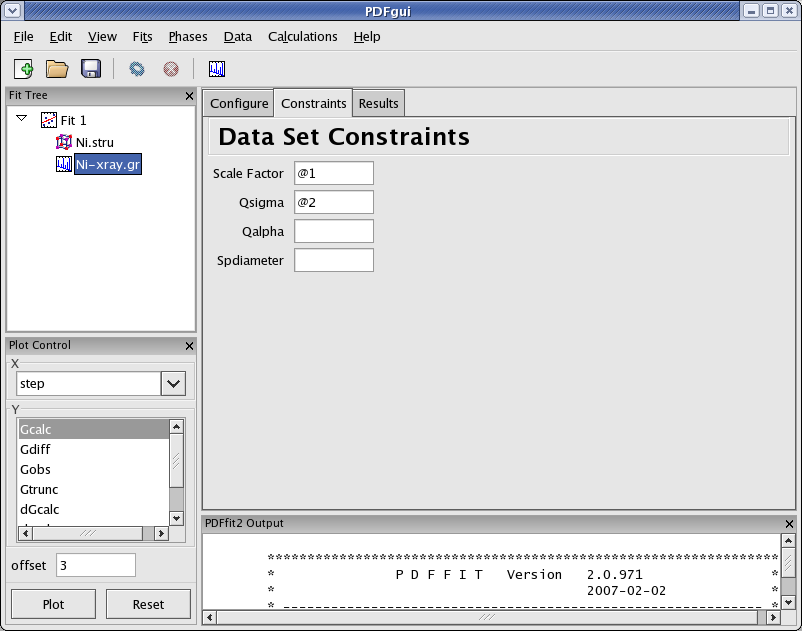 PDFgui
File Edit View Fits Phases Data Calculations Help
Fit Tree
Fit 1
Ni.stru
Ni-xray.gr
Configure Constraints Results
Data Set Constraints
Scale Factor @1
Qsigma @2
Qalpha
Spdiameter
Plot Control
X
step
Y
Gcalc
Gdiff
Gobs
Gtrunc
dGcalc
offset 3
Plot Reset
PDFfit2 Output
****************************************************************
* P D F F I T Version 2.0.971 *
* 2007-02-02 *
* ------------------------------------------------------------ *